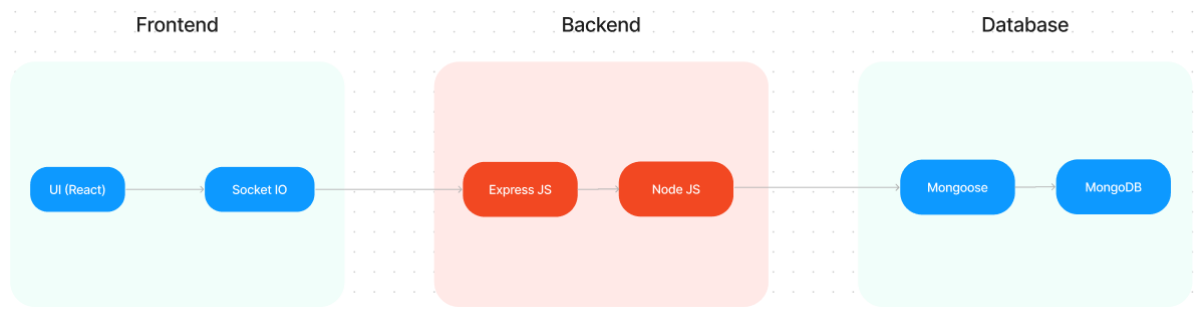 Frontend
Backend
Database
UI (React)
Socket IO
Express JS
Node JS
Mongoose
MongoDB